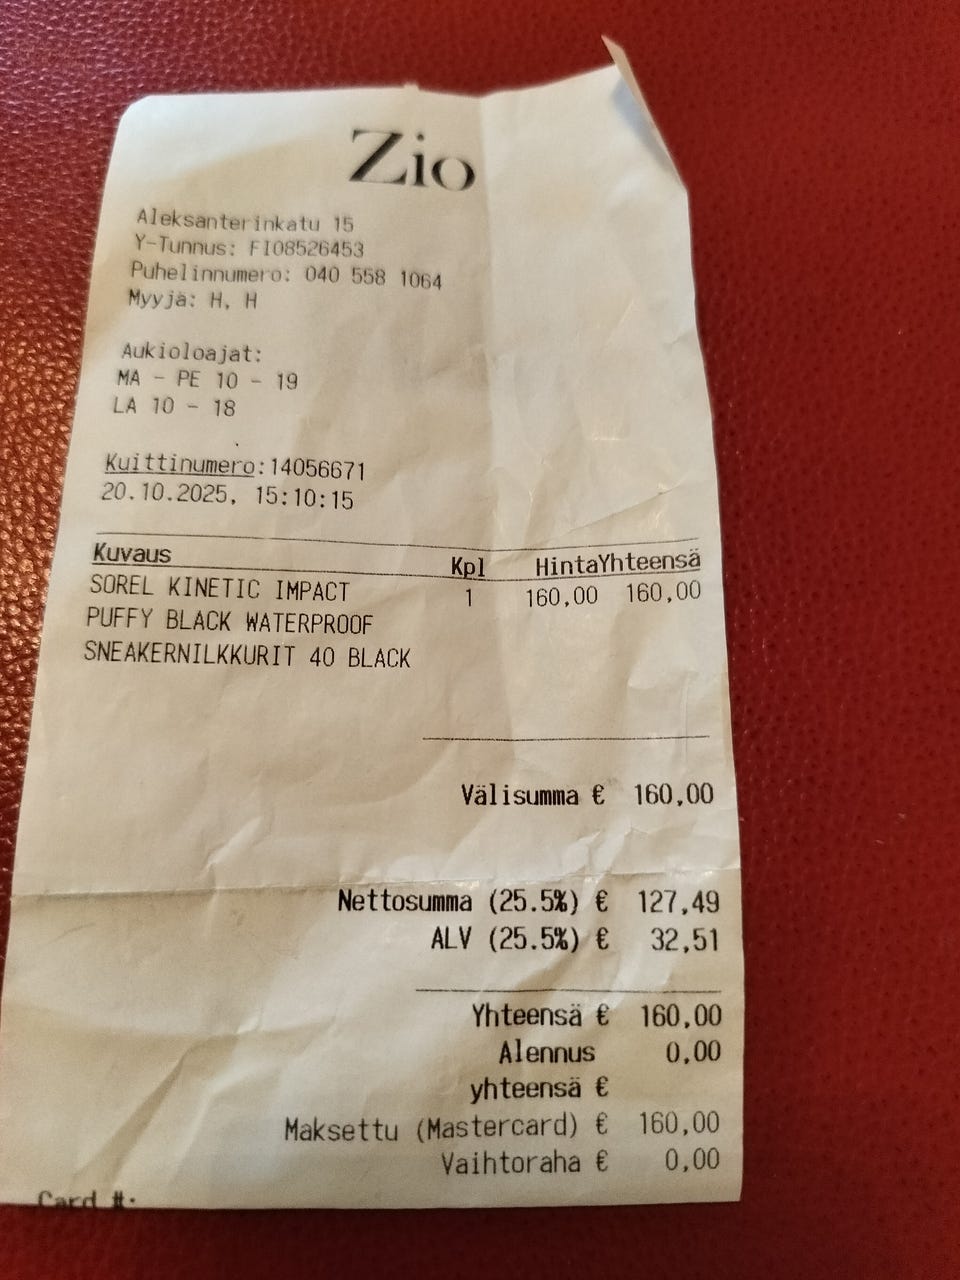 Zio
Aleksanterinkatu 15
Y-Tunnus: FI08526453
Puhelinnumero: 040 558 1064
Myyjä: H, H
Aukioloajat:
MA - PE 10 - 19
LA 10 - 18
Kuittinumero:14056671
20.10.2025, 15:10:15
Kuvaus Kpl HintaYhteensä
SOREL KINETIC IMPACT 1 160,00 160,00
PUFFY BLACK WATERPROOF
SNEAKERNILKKURIT 40 BLACK
Välisumma € 160,00
Nettosumma (25.5%) € 127,49
ALV (25.5%) € 32,51
Yhteensä € 160,00
Alennus 0,00
yhteensä €
Maksettu (Mastercard) € 160,00
Vaihtoraha € 0,00
Card #: